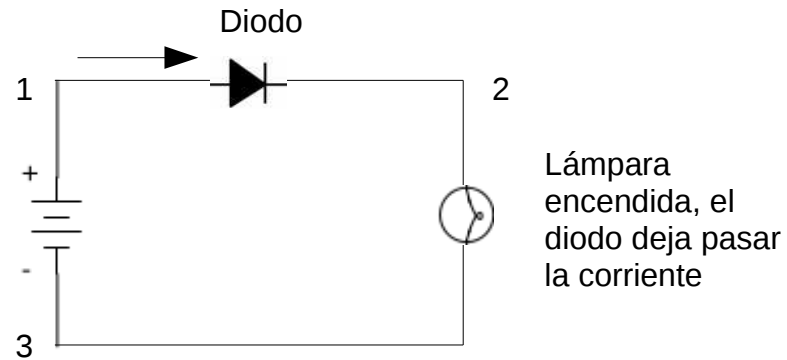 Diodo
1
2
+
Lámpara
encendida, el
diodo deja pasar
la corriente
-
3